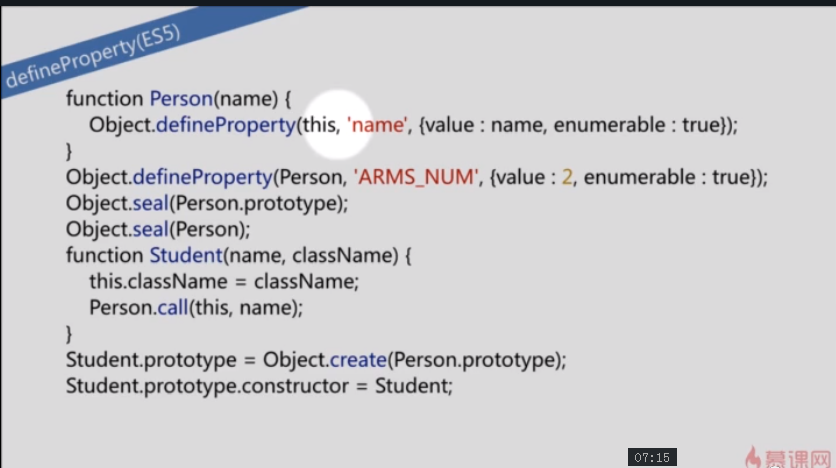 defineProperty(ES5)
function Person(name) {
Object.defineProperty(this, 'name', {value : name, enumerable : true});
}
Object.defineProperty(Person, 'ARMS_NUM', {value : 2, enumerable : true});
Object.seal(Person.prototype);
Object.seal(Person);
function Student(name, className) {
this.className = className;
Person.call(this, name);
}
Student.prototype = Object.create(Person.prototype);
Student.prototype.constructor = Student;
07:15
慕课网